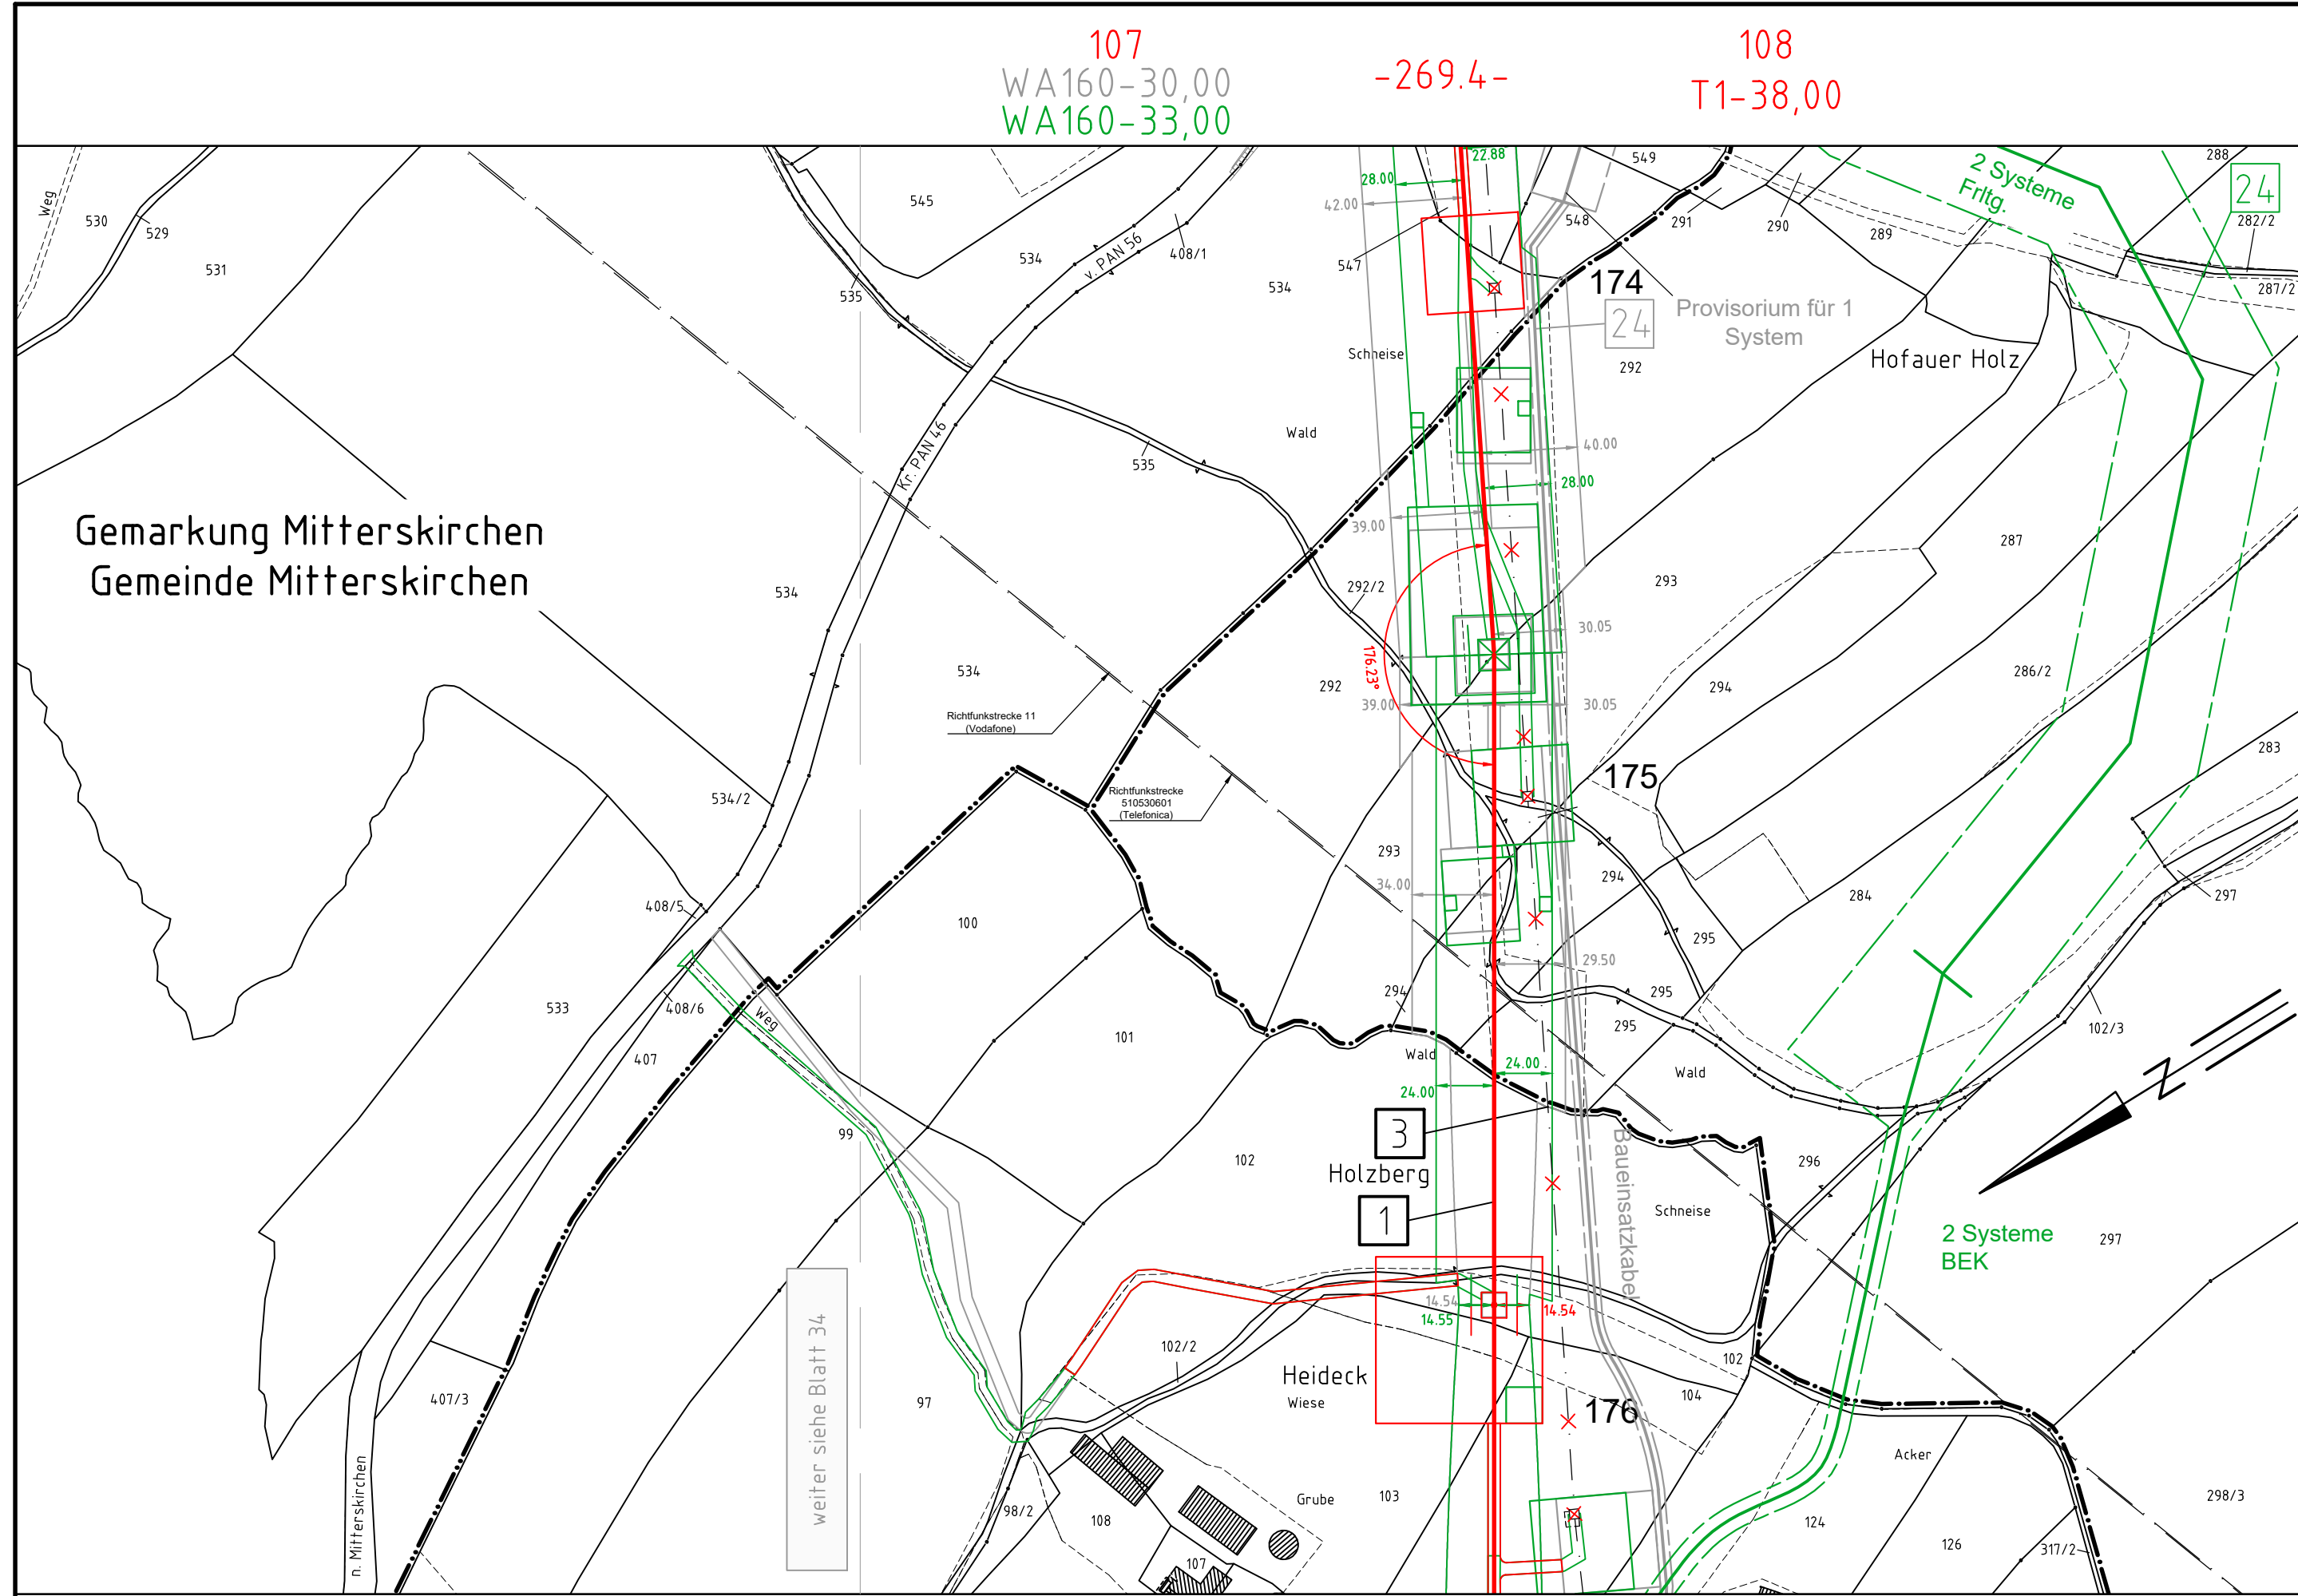 107
WA160-30,00
WA160-33,00
-269.4-
108
T1-38,00
Weg
530
529
531
545
534
v. PAN 56
408/1
535
534
28.00
42.00
22.88
547
549
548
291
290
289
2 Systeme
Frltg.
288
24
282/2
287/2
174
24
Provisorium für 1
System
Schneise
292
Hofauer Holz
Wald
Kr. PAN 46
535
40.00
28.00
39.00
Gemarkung Mitterskirchen
Gemeinde Mitterskirchen
534
534
292/2
293
287
176.23°
30.05
292
39.00
30.05
294
286/2
Richtfunkstrecke 11
(Vodafone)
Richtfunkstrecke
510530601
(Telefonica)
534/2
175
283
293
34.00
294
284
297
408/5
100
295
29.50
533
408/6
Weg
294
295
295
102/3
407
101
Wald
24.00
24.00
Wald
99
3
Holzberg
102
1
Baueinsatzkabel
Schneise
296
2 Systeme
BEK
297
N
weiter siehe Blatt 34
14.54
14.55
14.54
102/2
Heideck
Wiese
102
104
407/3
97
176
Acker
n. Mitterskirchen
98/2
108
Grube
103
107
124
126
317/2
298/3